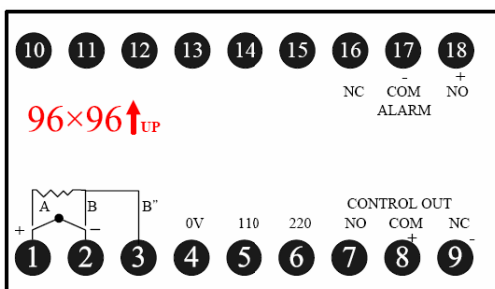 10 11 12 13 14 15 16 17 18
- +
NC COM NO
ALARM
96×96 UP
A B B"
CONTROL OUT
0V 110 220 NO COM NC
+ − + -
1 2 3 4 5 6 7 8 9